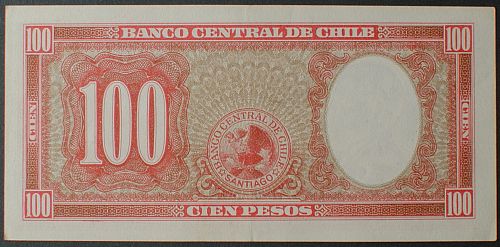 100 BANCO CENTRAL DE CHILE 100
CIEN
100
BANCO CENTRAL DE CHILE
SANTIAGO
CIEN
100 CIEN PESOS 100